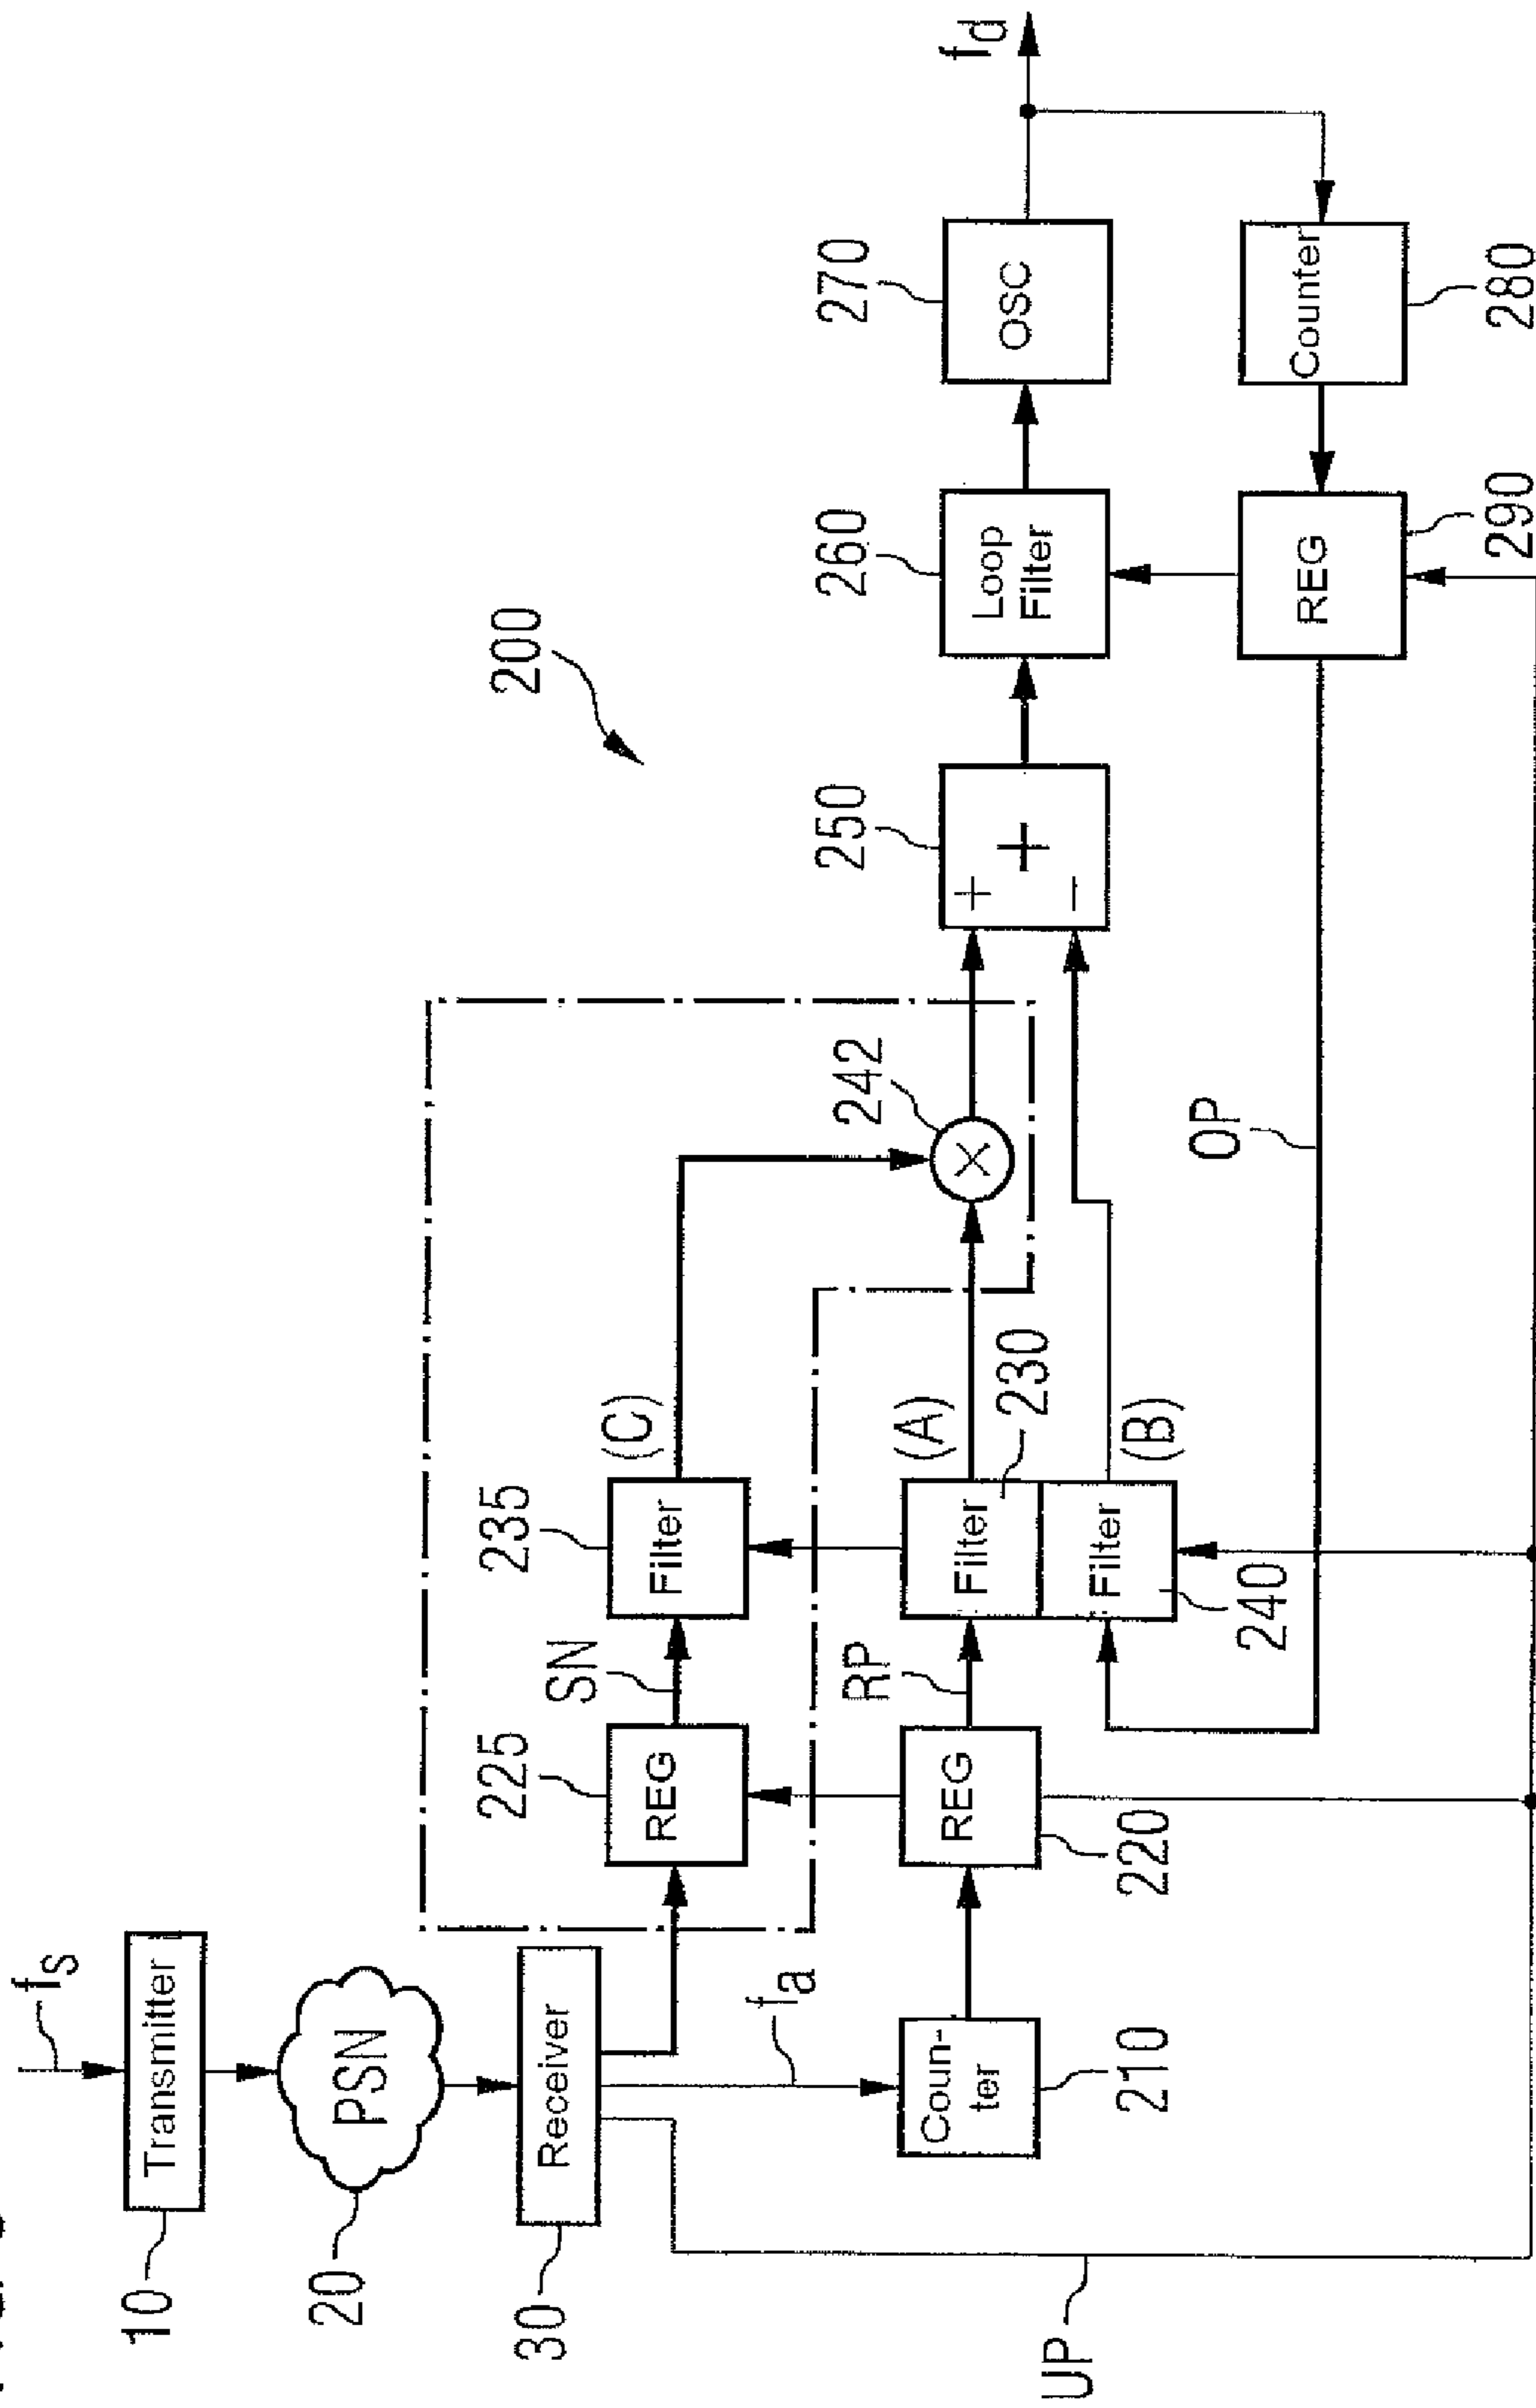 f_s
Transmitter
10
PSN
20
Receiver
30
f_a
Coun-
ter
210
UP
REG
225
SN
Filter
235
(C)
REG
220
RP
Filter
230
(A)
Filter
240
(B)
242
×
OP
200
+
+
−
250
Loop
Filter
260
OSC
270
f_d
Counter
280
REG
290